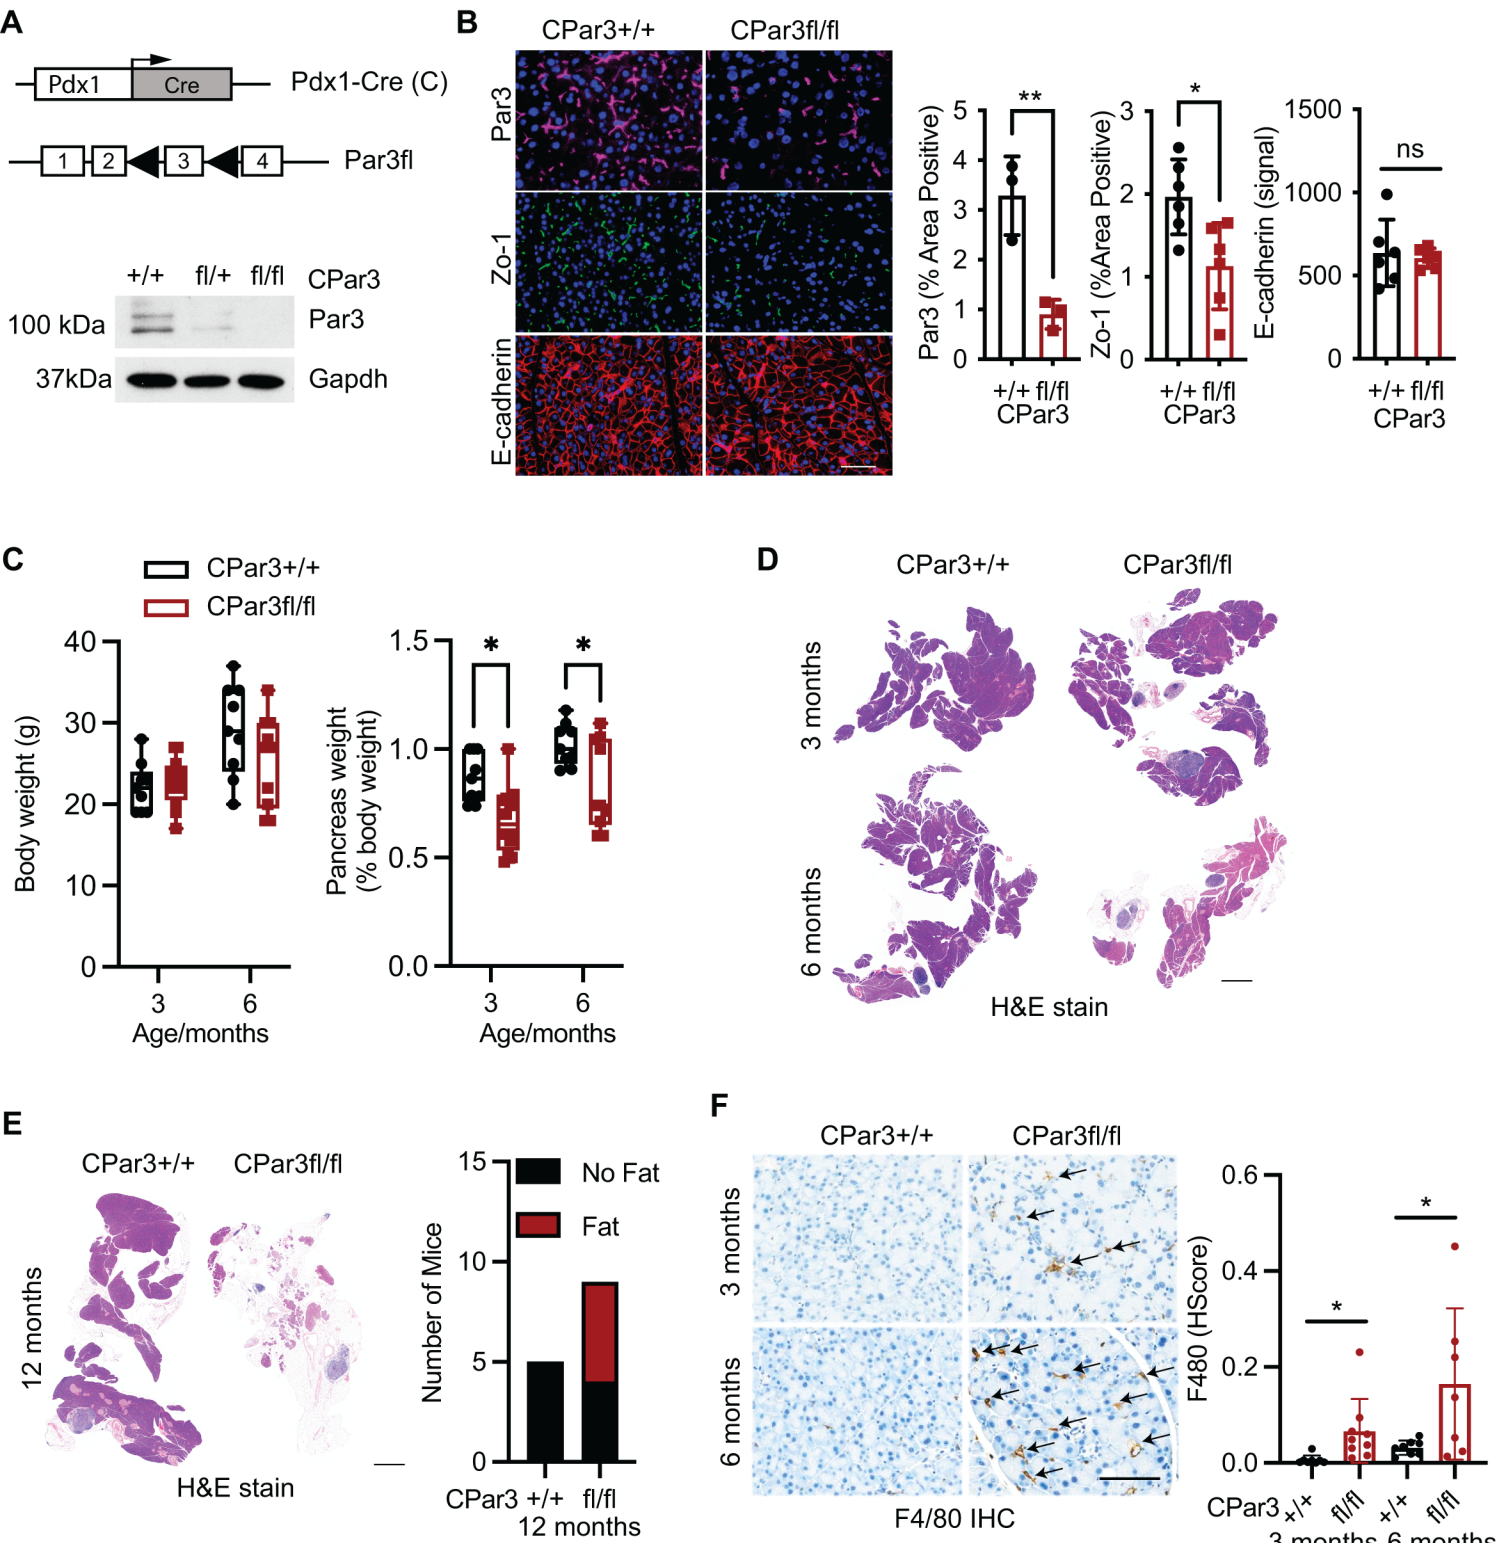 A
Pdx1
Cre
Pdx1-Cre (C)
1
2
3
4
Par3fl
+/+
fl/+
fl/fl
CPar3
100 kDa
Par3
37kDa
Gapdh
B
CPar3+/+
CPar3fl/fl
Par3
Zo-1
E-cadherin
Par3 (% Area Positive)
5
4
3
2
1
0
**
+/+ fl/fl
CPar3
Zo-1 (%Area Positive)
3
2
1
0
*
+/+ fl/fl
CPar3
E-cadherin (signal)
1500
1000
500
0
ns
+/+ fl/fl
CPar3
C
CPar3+/+
CPar3fl/fl
Body weight (g)
40
30
20
10
0
3
6
Age/months
Pancreas weight
(% body weight)
1.5
1.0
0.5
0.0
*
*
3
6
Age/months
D
CPar3+/+
CPar3fl/fl
3 months
6 months
H&E stain
E
CPar3+/+
CPar3fl/fl
12 months
H&E stain
Number of Mice
15
10
5
0
No Fat
Fat
CPar3 +/+ fl/fl
12 months
F
CPar3+/+
CPar3fl/fl
3 months
6 months
F4/80 IHC
F480 (HScore)
0.6
0.4
0.2
0.0
*
*
CPar3 +/+ fl/fl +/+ fl/fl
3 months 6 months